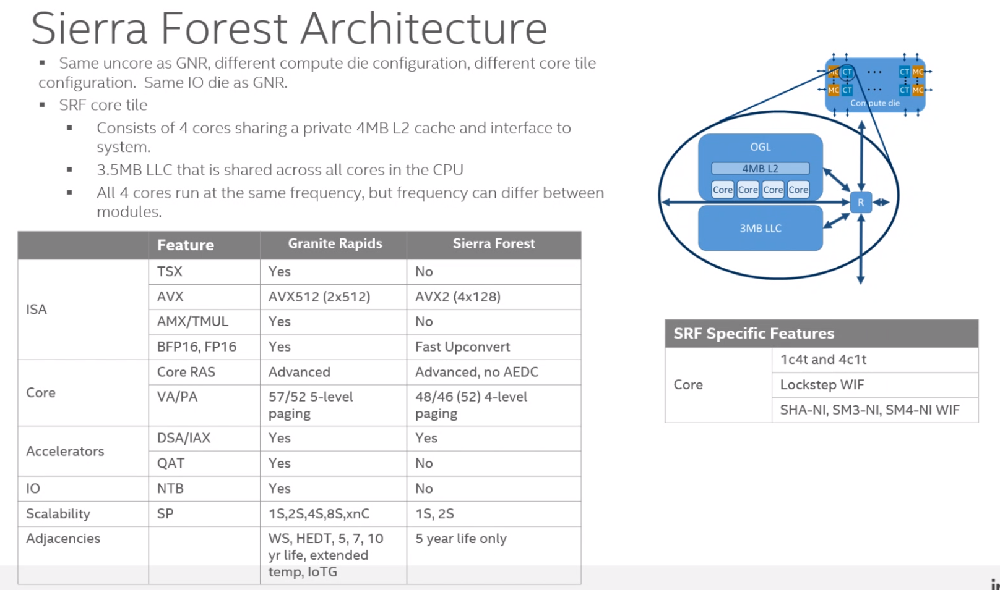 Sierra Forest Architecture
▪ Same uncore as GNR, different compute die configuration, different core tile
configuration. Same IO die as GNR.
▪ SRF core tile
▪ Consists of 4 cores sharing a private 4MB L2 cache and interface to
system.
▪ 3.5MB LLC that is shared across all cores in the CPU
▪ All 4 cores run at the same frequency, but frequency can differ between
modules.
MC CT ... CT MC
MC CT ... CT MC
Compute die
OGL
4MB L2
Core Core Core Core
R
3MB LLC
Feature Granite Rapids Sierra Forest
ISA
TSX Yes No
AVX AVX512 (2x512) AVX2 (4x128)
AMX/TMUL Yes No
BFP16, FP16 Yes Fast Upconvert
Core
Core RAS Advanced Advanced, no AEDC
VA/PA 57/52 5-level 48/46 (52) 4-level
paging paging
Accelerators
DSA/IAX Yes Yes
QAT Yes No
IO NTB Yes No
Scalability SP 1S,2S,4S,8S,xnC 1S, 2S
Adjacencies WS, HEDT, 5, 7, 10 5 year life only
yr life, extended
temp, IoTG
SRF Specific Features
Core
1c4t and 4c1t
Lockstep WIF
SHA-NI, SM3-NI, SM4-NI WIF